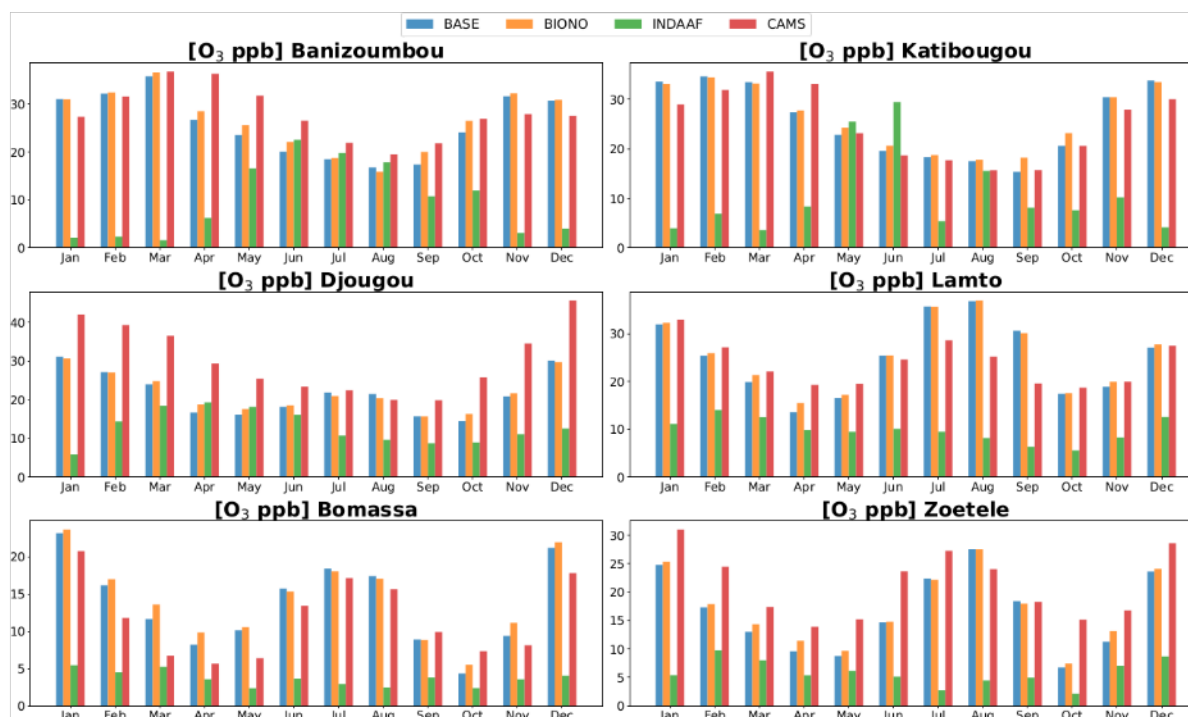 BASE BIONO INDAAF CAMS
[O₃ ppb] Banizoumbou
30
20
10
0
Jan Feb Mar Apr May Jun Jul Aug Sep Oct Nov Dec
[O₃ ppb] Katibougou
30
20
10
0
Jan Feb Mar Apr May Jun Jul Aug Sep Oct Nov Dec
[O₃ ppb] Djougou
40
30
20
10
0
Jan Feb Mar Apr May Jun Jul Aug Sep Oct Nov Dec
[O₃ ppb] Lamto
30
20
10
0
Jan Feb Mar Apr May Jun Jul Aug Sep Oct Nov Dec
[O₃ ppb] Bomassa
20
15
10
5
0
Jan Feb Mar Apr May Jun Jul Aug Sep Oct Nov Dec
[O₃ ppb] Zoetele
30
25
20
15
10
5
0
Jan Feb Mar Apr May Jun Jul Aug Sep Oct Nov Dec